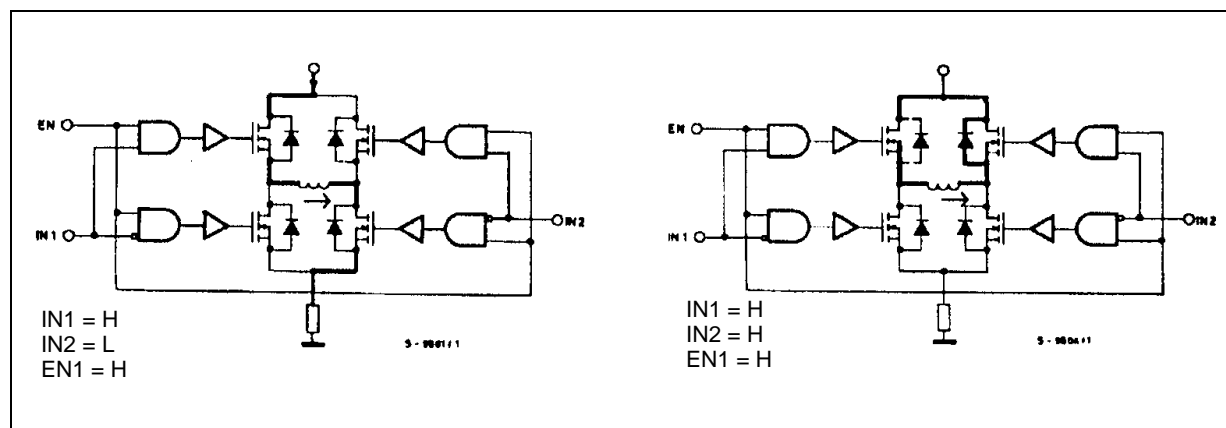 EN
IN1
IN2
IN1 = H
IN2 = L
EN1 = H
EN
IN1
IN2
IN1 = H
IN2 = H
EN1 = H